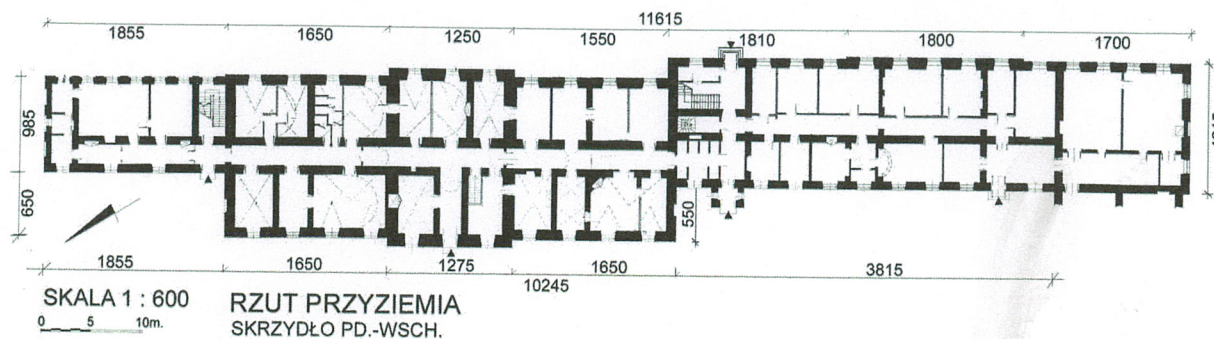 11615
1855 1650 1250 1550 1810 1800 1700
985
650
550
1855 1650 1275 1650 3815
10245
SKALA 1 : 600
0 5 10m.
RZUT PRZYZIEMIA
SKRZYDŁO PD.-WSCH.